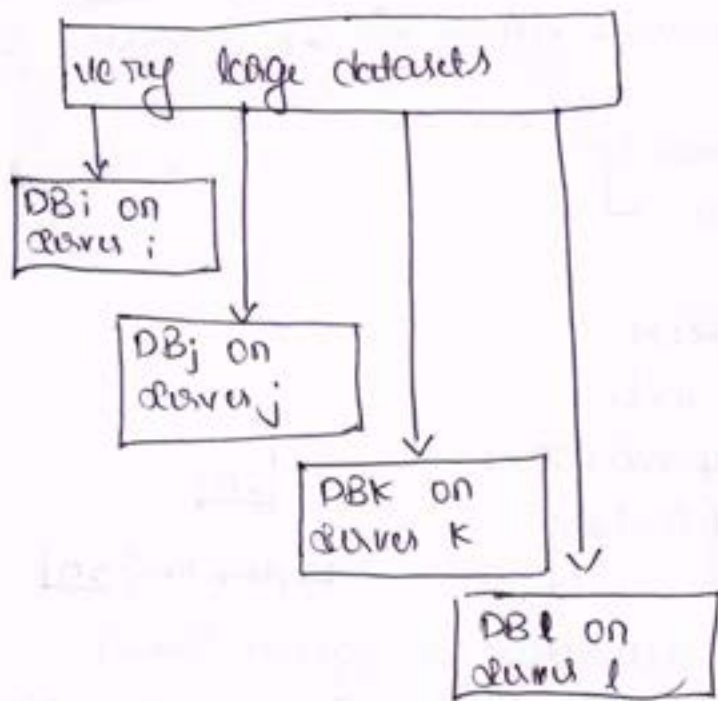 very large datasets
DBi on
server i
DBj on
server j
DBK on
server K
DBl on
server l